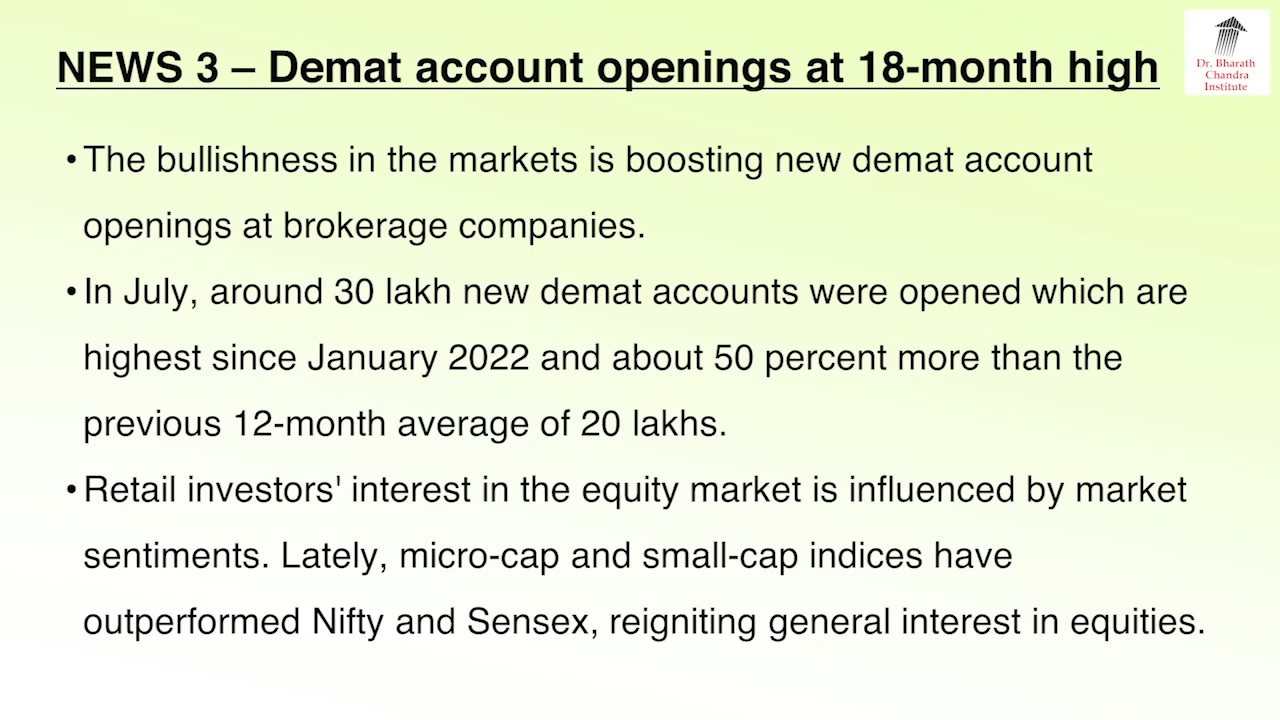 NEWS 3 – Demat account openings at 18-month high
Dr. Bharath
Chandra
Institute
• The bullishness in the markets is boosting new demat account
openings at brokerage companies.
• In July, around 30 lakh new demat accounts were opened which are
highest since January 2022 and about 50 percent more than the
previous 12-month average of 20 lakhs.
• Retail investors' interest in the equity market is influenced by market
sentiments. Lately, micro-cap and small-cap indices have
outperformed Nifty and Sensex, reigniting general interest in equities.